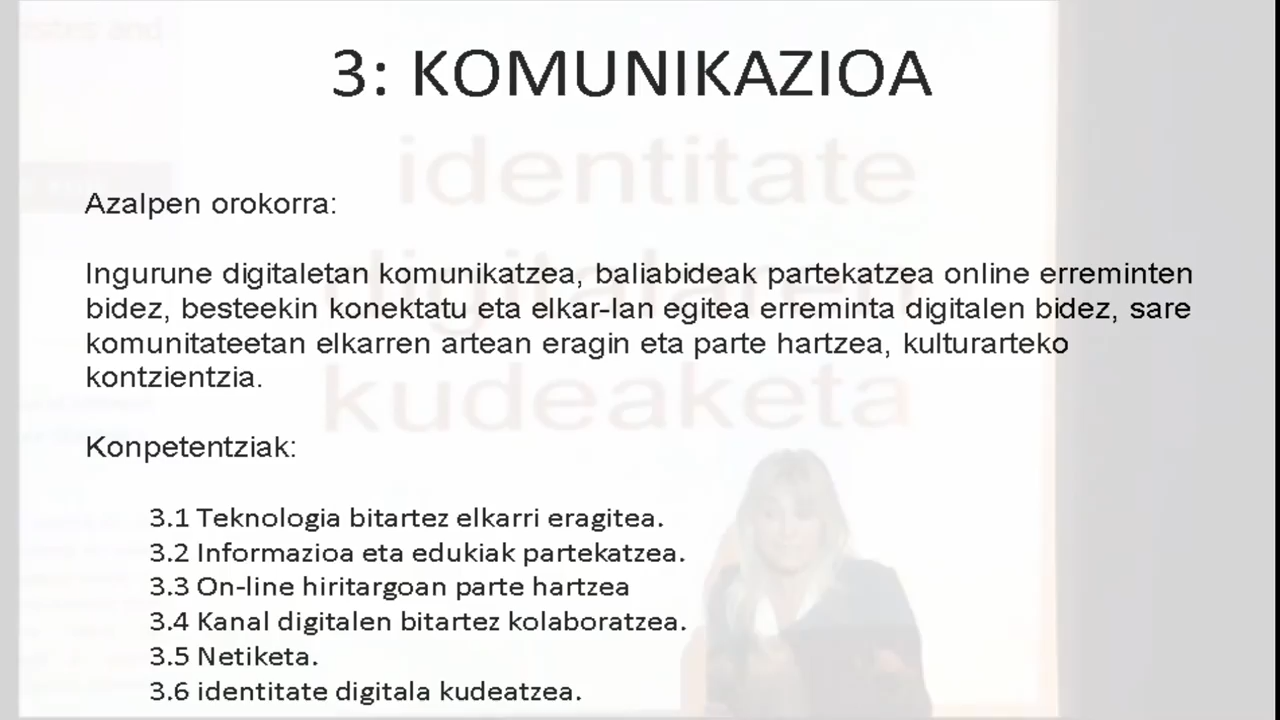 3: KOMUNIKAZIOA
identitate
Azalpen orokorra:
Ingurune digitaletan komunikatzea, baliabideak partekatzea online erreminten
bidez, besteekin konektatu eta elkar-lan egitea erreminta digitalen bidez, sare
komunitateetan elkarren artean eragin eta parte hartzea, kulturarteko
kontzientzia.
kudeaketa
Konpetentziak:
3.1 Teknologia bitartez elkarri eragitea.
3.2 Informazioa eta edukiak partekatzea.
3.3 On-line hiritargoan parte hartzea
3.4 Kanal digitalen bitartez kolaboratzea.
3.5 Netiketa.
3.6 identitate digitala kudeatzea.